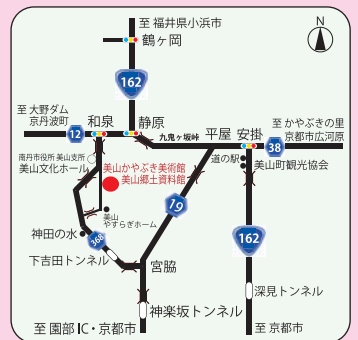 至 福井県小浜市
N
鶴ヶ岡
162
至 大野ダム
京丹波町
和泉
静原
九鬼ヶ坂峠
平屋
安掛
至 かやぶきの里
京都市広河原
12
38
南丹市役所 美山支所
美山文化ホール
美山かやぶき美術館
美山郷土資料館
道の駅
美山町観光協会
19
美山
やすらぎホーム
神田の水
368
162
下吉田トンネル
宮脇
深見トンネル
神楽坂トンネル
至 園部IC・京都市
至 京都市